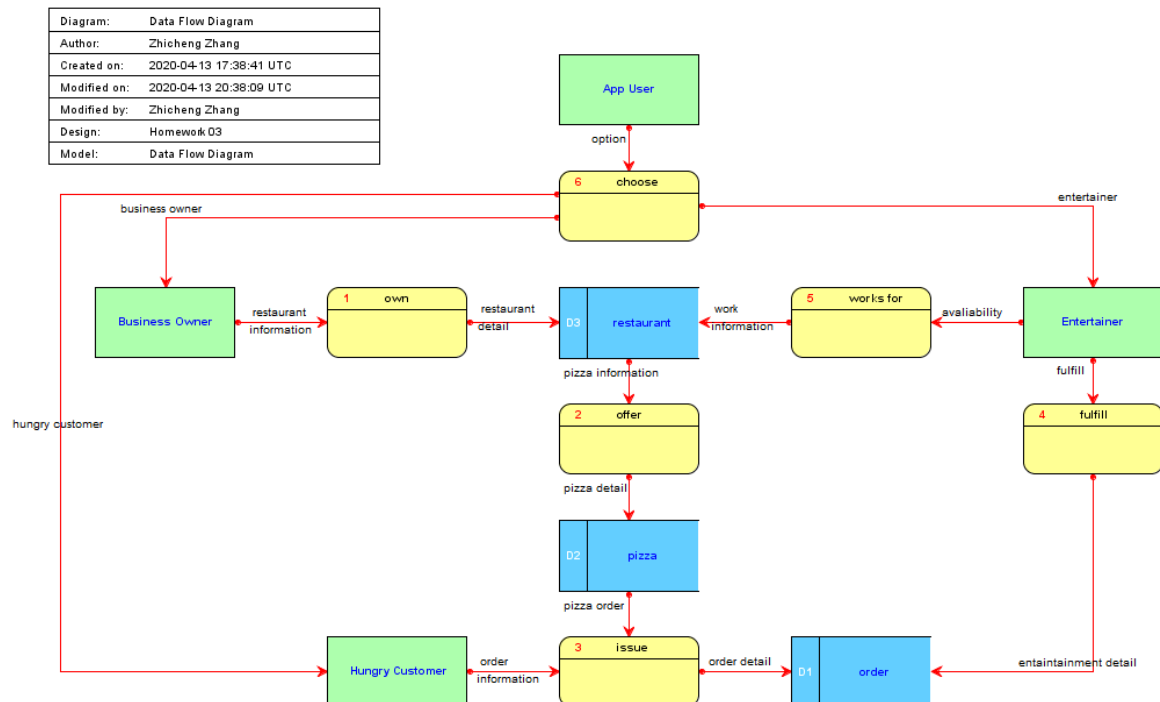 Diagram: Data Flow Diagram
Author: Zhicheng Zhang
Created on: 2020-04-13 17:38:41 UTC
Modified on: 2020-04-13 20:38:09 UTC
Modified by: Zhicheng Zhang
Design: Homework 03
Model: Data Flow Diagram
App User
option
6 choose
business owner
entertainer
Business Owner
restaurant
information
1 own
restaurant
detail
D3 restaurant
work
information
5 works for
avaliability
Entertainer
pizza information
fulfill
2 offer
4 fulfill
hungry customer
pizza detail
D2 pizza
pizza order
Hungry Customer
order
information
3 issue
order detail
D1 order
entaintainment detail